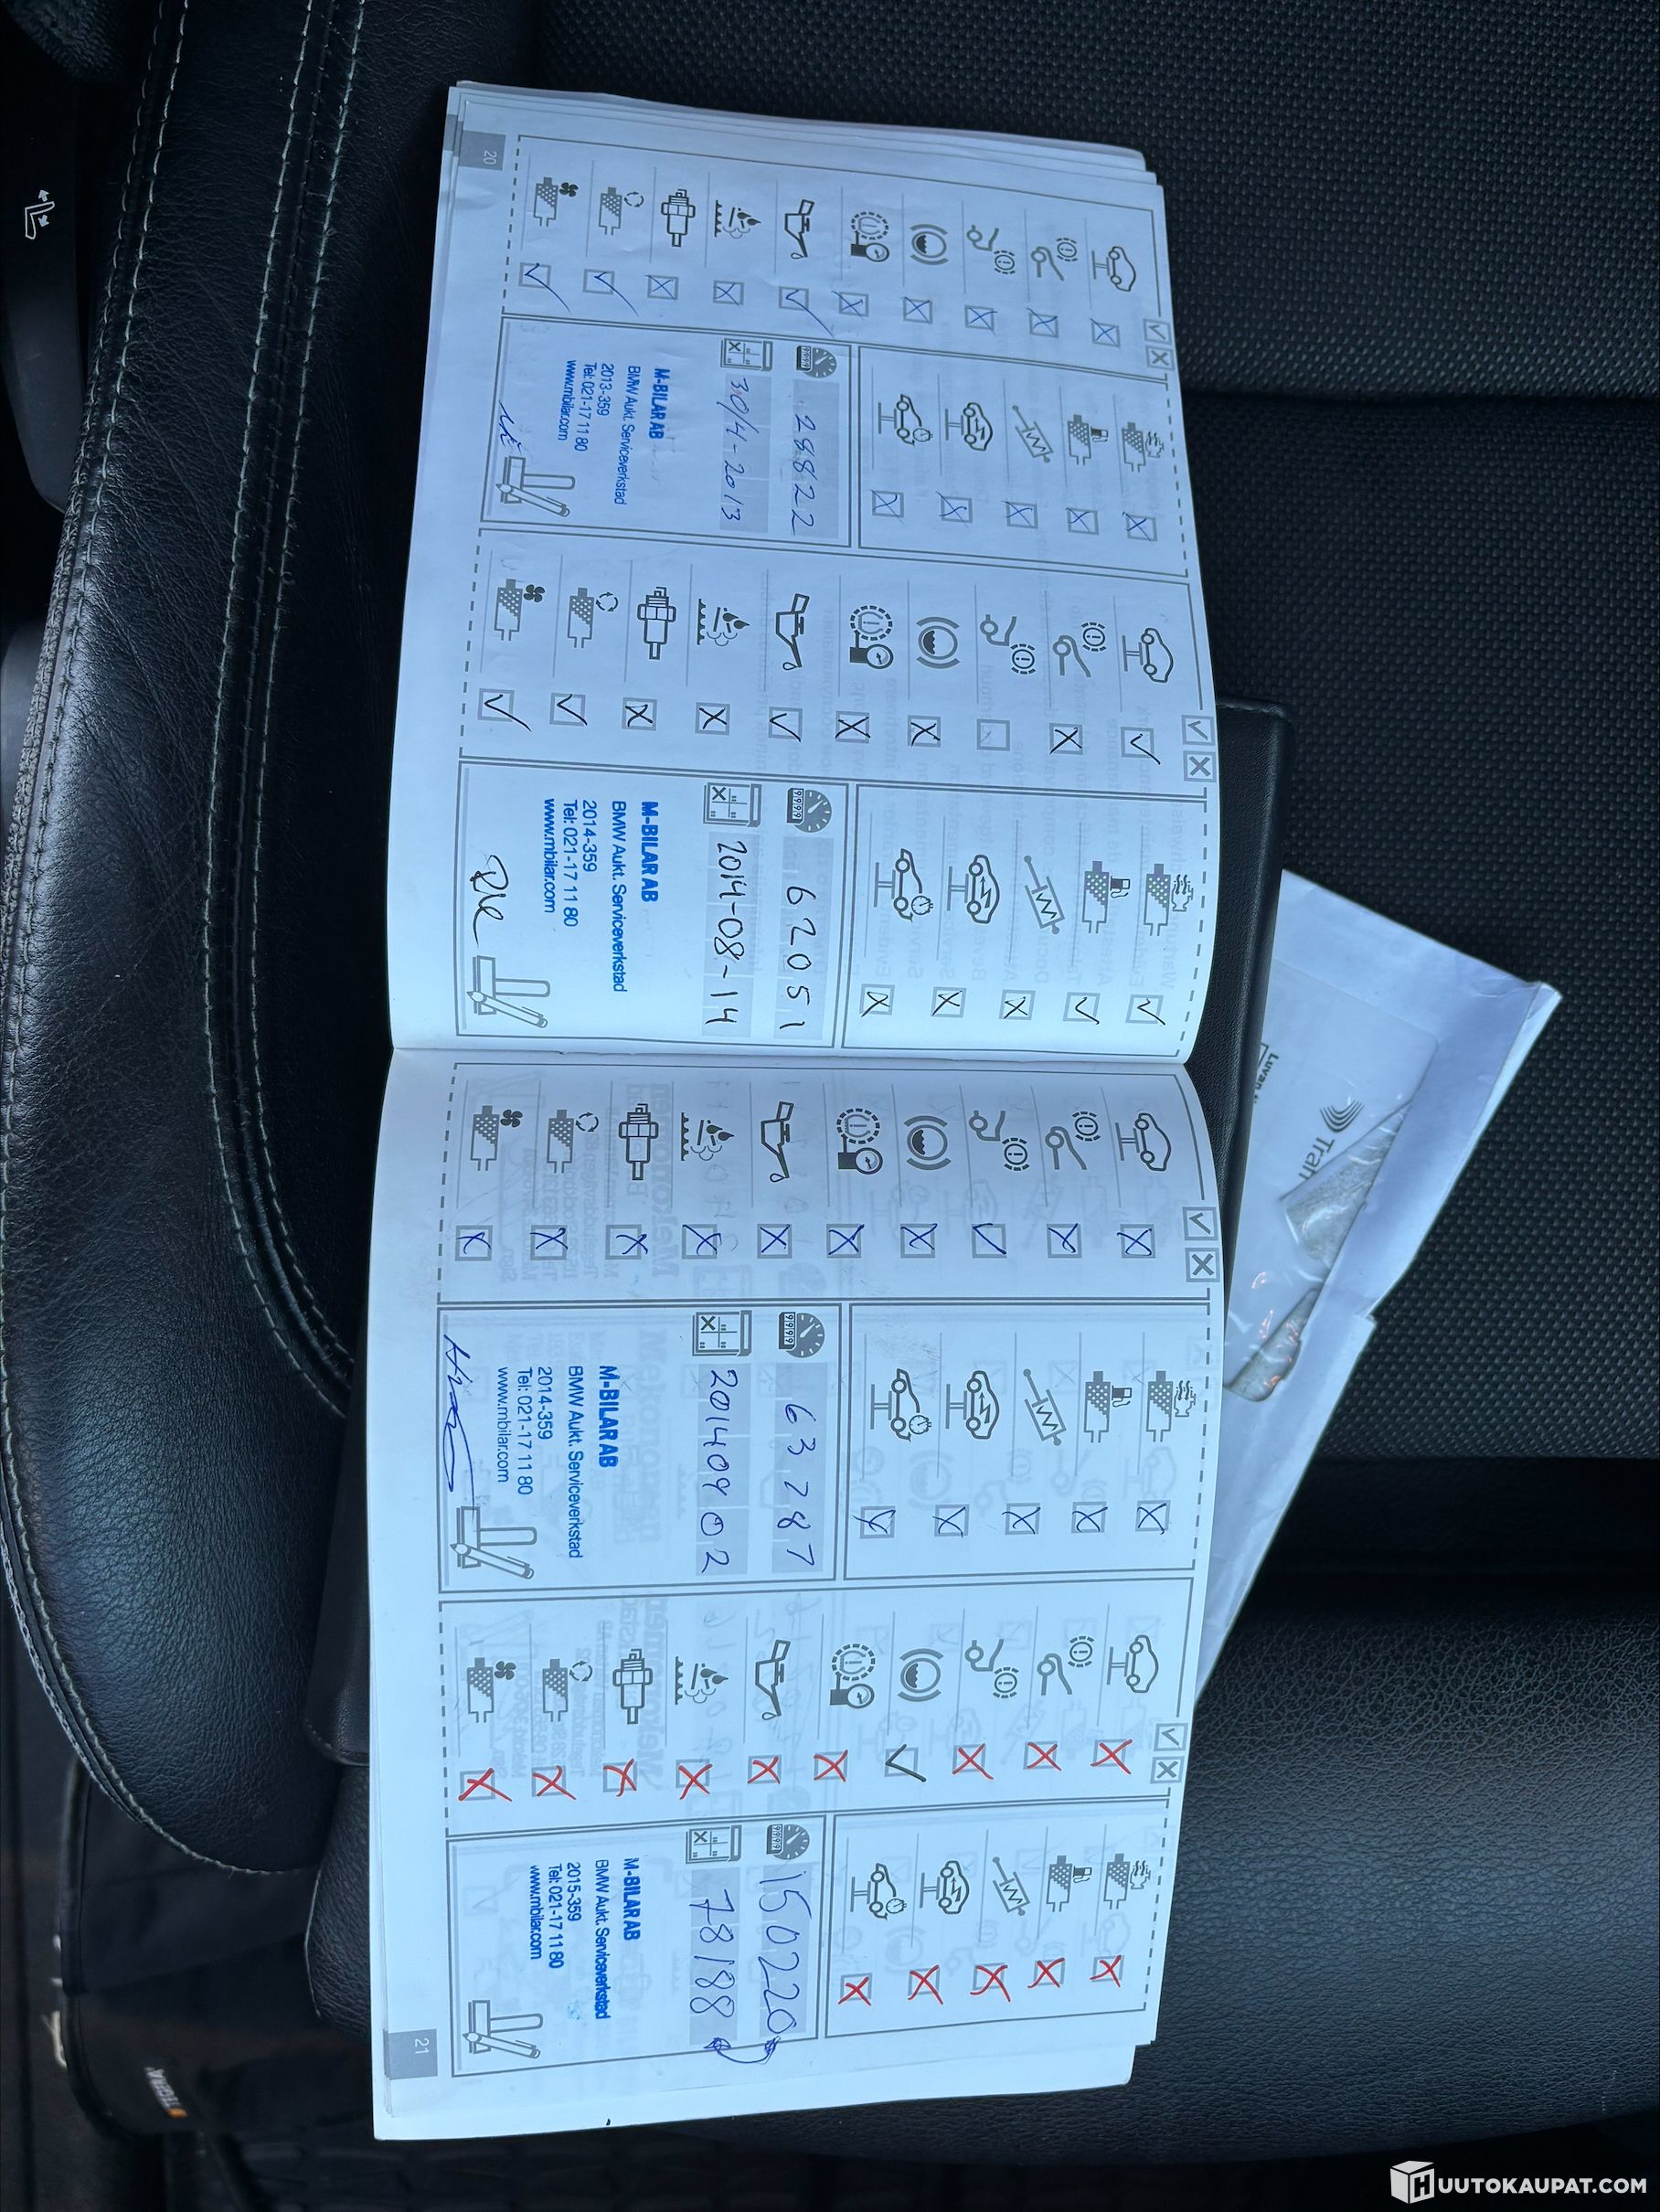 20
28822
30/4-2013
M-BILAR AB
BMW Aukt. Serviceverkstad
2013-359
Tel: 021-17 11 80
www.mbilar.com
62051
2014-08-14
M-BILAR AB
BMW Aukt. Serviceverkstad
2014-359
Tel: 021-17 11 80
www.mbilar.com
63287
20140902
M-BILAR AB
BMW Aukt. Serviceverkstad
2014-359
Tel: 021-17 11 80
www.mbilar.com
150220
78188
M-BILAR AB
BMW Aukt. Serviceverkstad
2015-359
Tel: 021-17 11 80
www.mbilar.com
21
HUUTOKAUPAT.COM